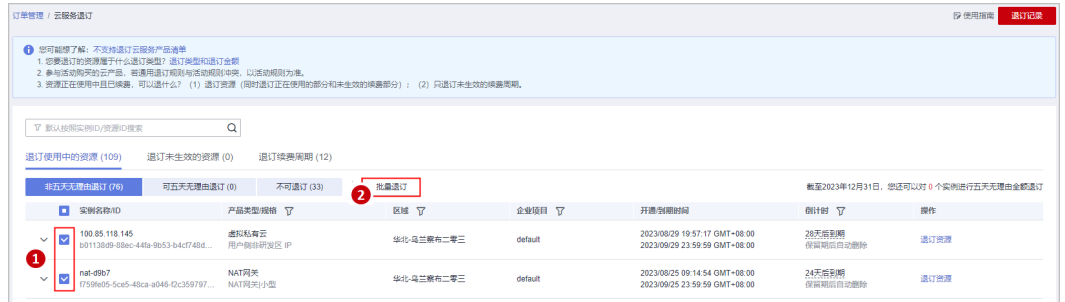 订单管理 / 云服务退订
使用指南
退订记录
您可能想了解：不支持退订云服务产品清单
1. 您要退订的资源属于什么退订类型？退订类型和退订金额
2. 参与活动购买的云产品，若通用退订规则与活动规则冲突，以活动规则为准。
3. 资源正在使用中且已续费，可以退什么？（1）退订资源（同时退订正在使用的部分和未生效的续费部分）；（2）只退订未生效的续费周期。
默认按照实例ID/资源ID搜索
退订使用中的资源 (109) 退订未生效的资源 (0) 退订续费周期 (12)
非五天无理由退订 (76) 可五天无理由退订 (0) 不可退订 (33) 2 批量退订 截至2023年12月31日，您还可以对 0 个实例进行五天无理由全额退订
实例名称/ID 产品类型/规格 区域 企业项目 开通/到期时间 倒计时 操作
1
100.85.118.145 虚拟私有云 华北-乌兰察布二零三 default 2023/08/29 19:57:17 GMT+08:00 28天后到期 退订资源
b01138d9-88ec-44fa-9b53-b4cf748d... 用户侧非研发区 IP 2023/09/29 23:59:59 GMT+08:00 保留期后自动删除
nat-d9b7 NAT网关 华北-乌兰察布二零三 default 2023/08/25 09:14:54 GMT+08:00 24天后到期 退订资源
f759fe05-5ce5-48ca-a046-f2c359797... NAT网关|小型 2023/09/25 23:59:59 GMT+08:00 保留期后自动删除